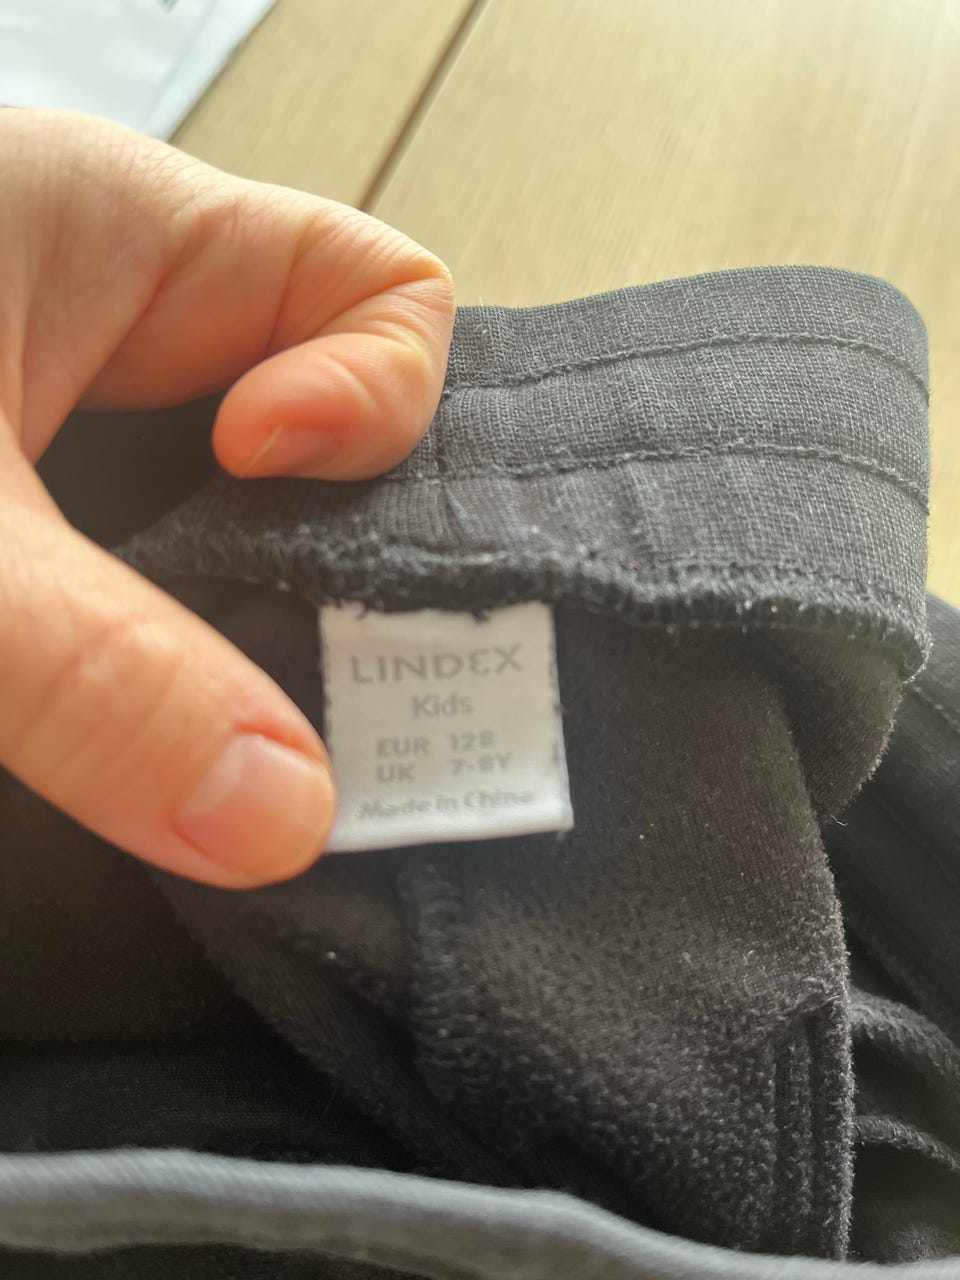 LINDEX
Kids
EUR 128
UK 7-8Y
Made in China